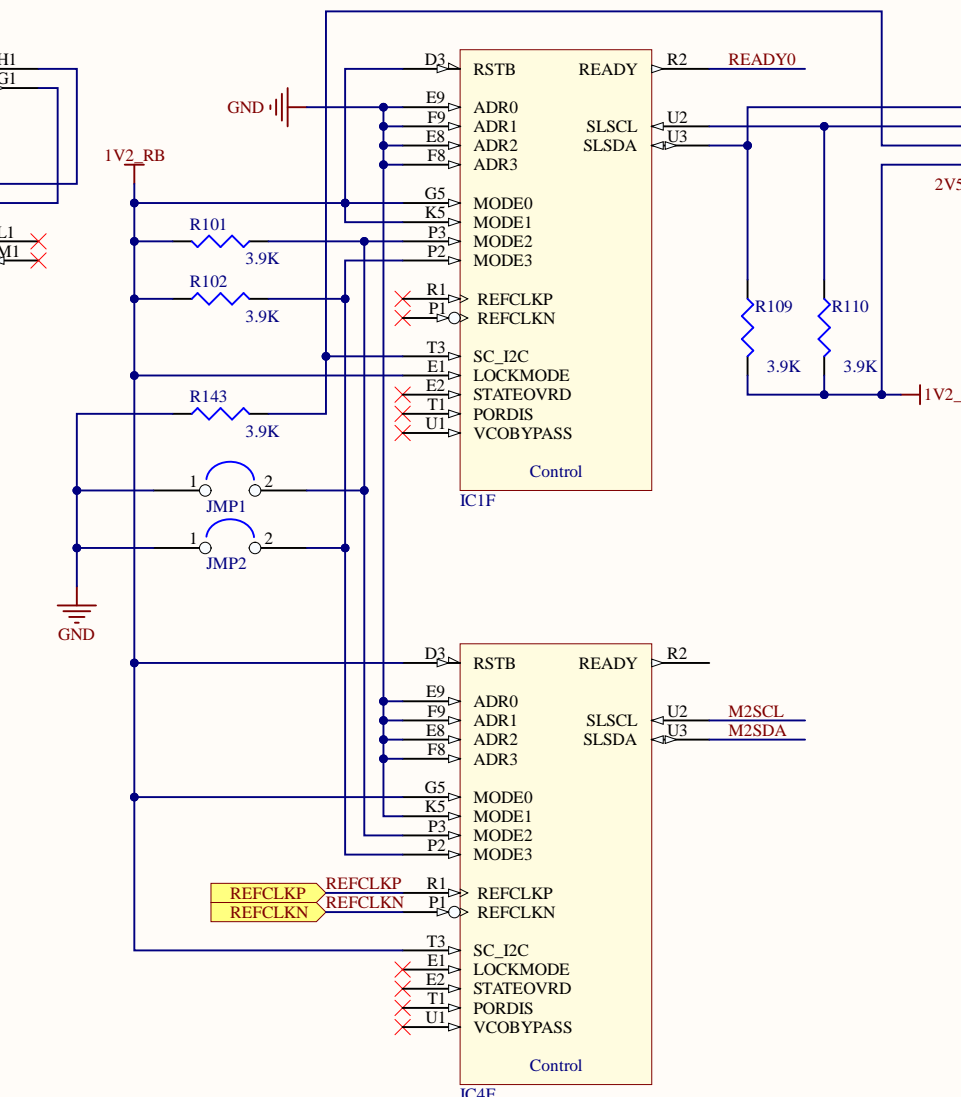 H1
G1
L1
M1
1V2_RB
GND
D3 RSTB READY R2 READY0
E9 ADR0
F9 ADR1 SLSCL U2
E8 ADR2 SLSDA U3
F8 ADR3
2V5
G5 MODE0
K5 MODE1
R101
P3 MODE2
3.9K
P2 MODE3
R102
R1 REFCLKP
3.9K
P1 REFCLKN
R109 R110
T3 SC_I2C
3.9K 3.9K
E1 LOCKMODE
E2 STATEOVRD
1V2_
R143
T1 PORDIS
3.9K
U1 VCOBYPASS
Control
IC1F
1 2
JMP1
1 2
JMP2
GND
D3 RSTB READY R2
E9 ADR0
F9 ADR1 SLSCL U2 M2SCL
E8 ADR2 SLSDA U3 M2SDA
F8 ADR3
G5 MODE0
K5 MODE1
P3 MODE2
P2 MODE3
REFCLKP REFCLKP R1 REFCLKP
REFCLKN REFCLKN P1 REFCLKN
T3 SC_I2C
E1 LOCKMODE
E2 STATEOVRD
T1 PORDIS
U1 VCOBYPASS
Control